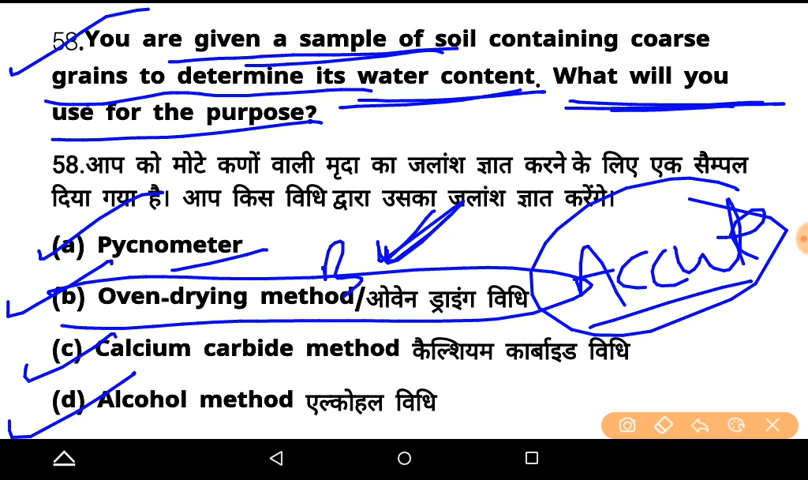 58.You are given a sample of soil containing coarse
grains to determine its water content. What will you
use for the purpose?
58.आप को मोटे कणों वाली मृदा का जलांश ज्ञात करने के लिए एक सैम्पल
दिया गया है। आप किस विधि द्वारा उसका जलांश ज्ञात करेंगे।
(a) Pycnometer
B
(b) Oven-drying method/ओवेन ड्राइंग विधि
(c) Calcium carbide method कैल्शियम कार्बाइड विधि
(d) Alcohol method एल्कोहल विधि